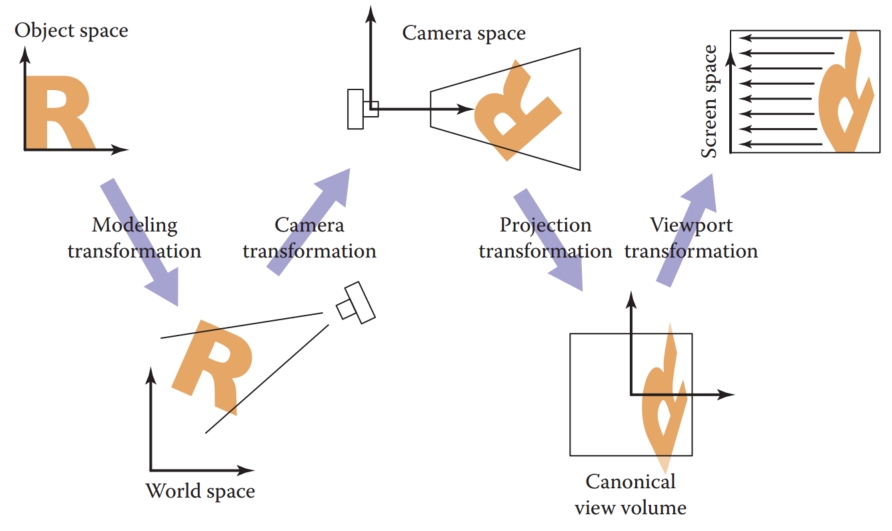 Object space
Camera space
Screen space
Modeling
transformation
Camera
transformation
Projection
transformation
Viewport
transformation
World space
Canonical
view volume